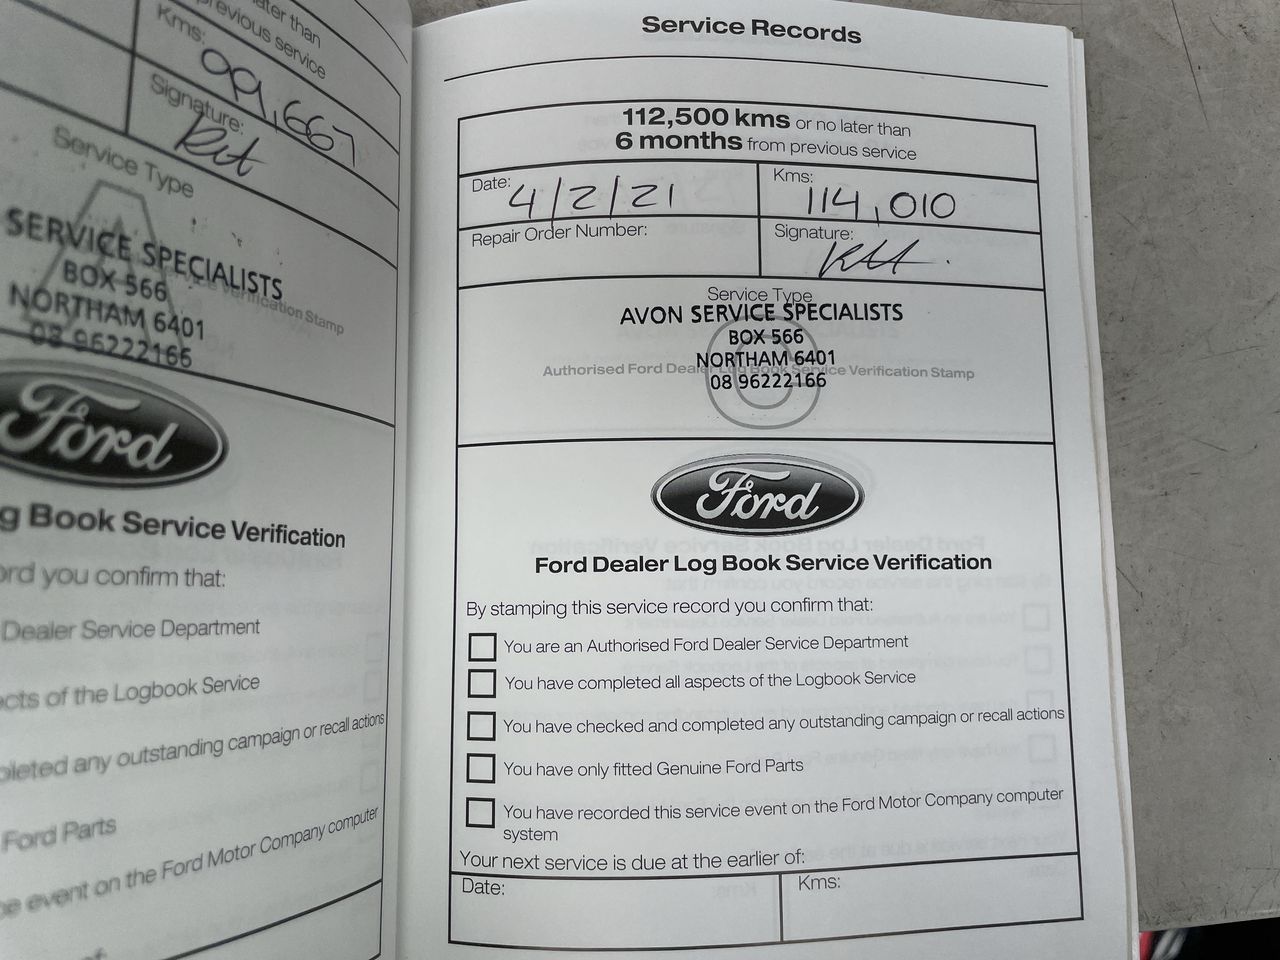 later than
previous service
Kms:
99,667
Signature:
Service Type
SERVICE SPECIALISTS
BOX 566
NORTHAM 6401
08 96222166
Verification Stamp
Ford
Log Book Service Verification
you confirm that:
Dealer Service Department
of the Logbook Service
any outstanding campaign or recall actions
Ford Parts
event on the Ford Motor Company computer
Service Records
112,500 kms or no later than
6 months from previous service
Date: 4/2/21
Kms: 114,010
Repair Order Number:
Signature:
Service Type
AVON SERVICE SPECIALISTS
BOX 566
NORTHAM 6401
Authorised Ford Dealer Log Book Service Verification Stamp
08 96222166
Ford
Ford Dealer Log Book Service Verification
By stamping this service record you confirm that:
You are an Authorised Ford Dealer Service Department
You have completed all aspects of the Logbook Service
You have checked and completed any outstanding campaign or recall actions
You have only fitted Genuine Ford Parts
You have recorded this service event on the Ford Motor Company computer
system
Your next service is due at the earlier of:
Date:
Kms: